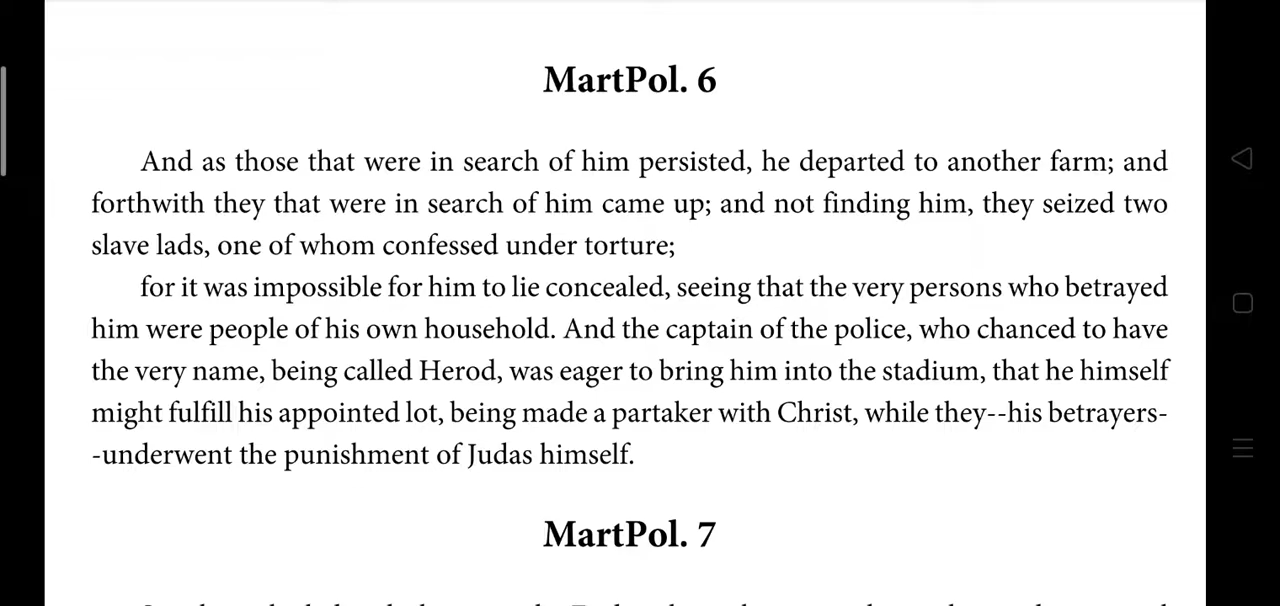 MartPol. 6
And as those that were in search of him persisted, he departed to another farm; and
forthwith they that were in search of him came up; and not finding him, they seized two
slave lads, one of whom confessed under torture;
for it was impossible for him to lie concealed, seeing that the very persons who betrayed
him were people of his own household. And the captain of the police, who chanced to have
the very name, being called Herod, was eager to bring him into the stadium, that he himself
might fulfill his appointed lot, being made a partaker with Christ, while they--his betrayers-
-underwent the punishment of Judas himself.
MartPol. 7